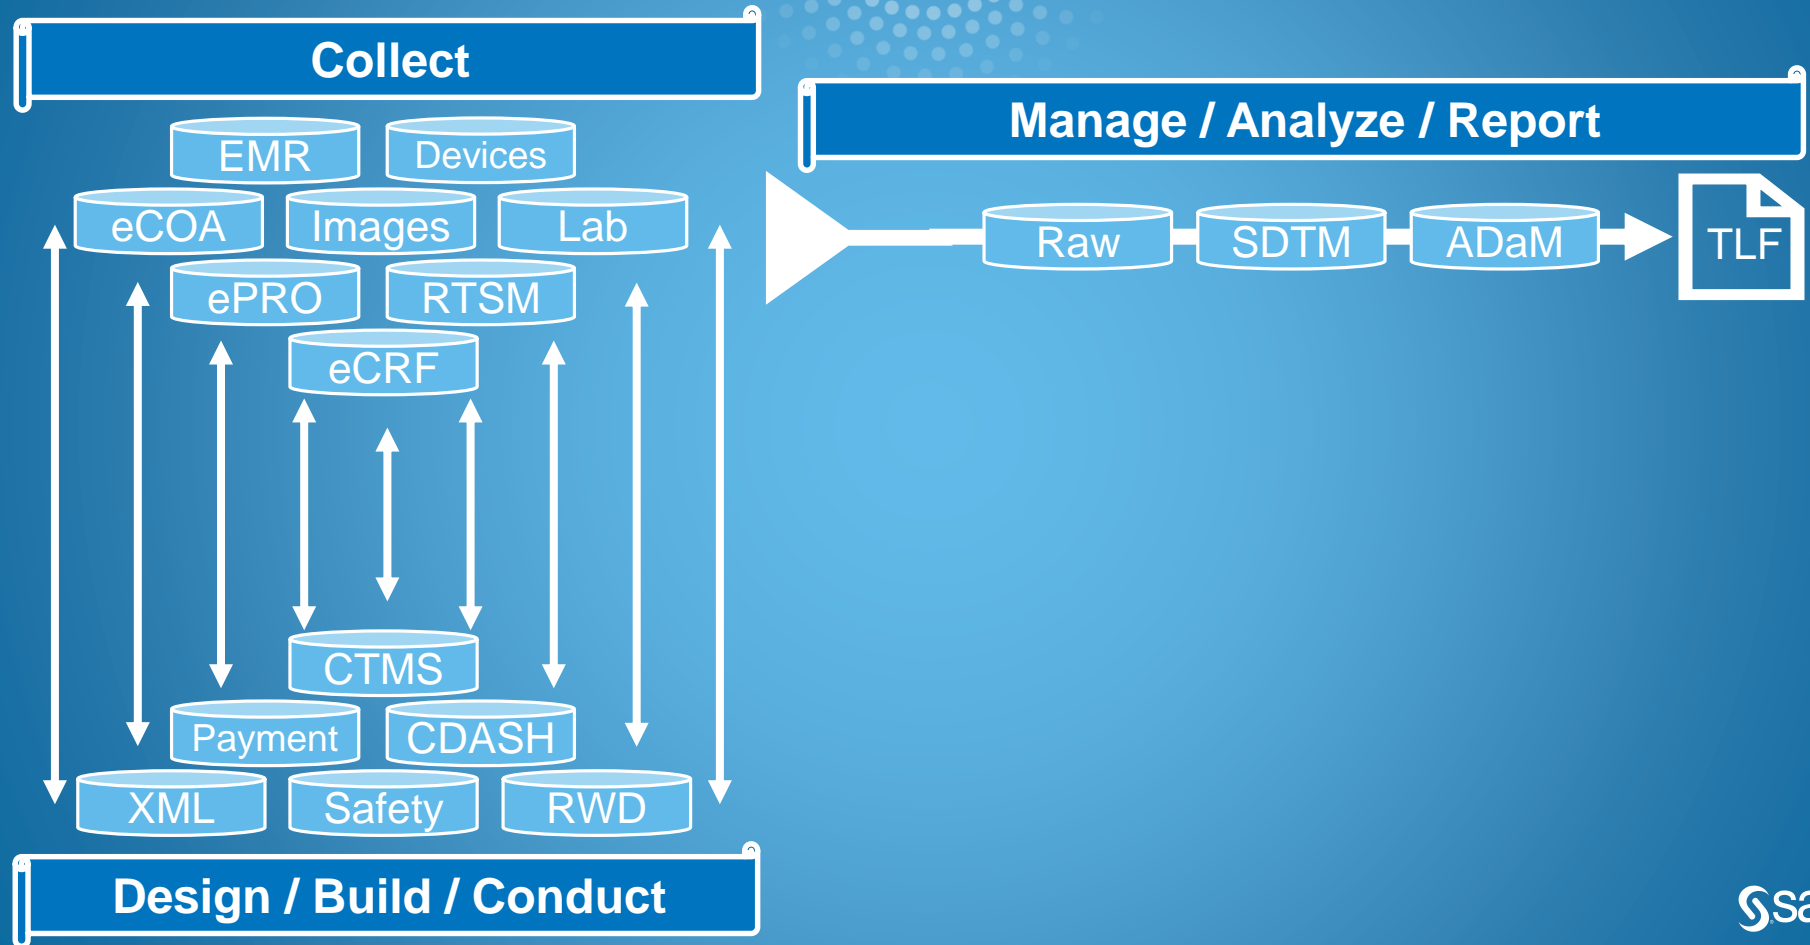 Collect
EMR
Devices
eCOA
Images
Lab
ePRO
RTSM
eCRF
CTMS
Payment
CDASH
XML
Safety
RWD
Design / Build / Conduct
Manage / Analyze / Report
Raw
SDTM
ADaM
TLF